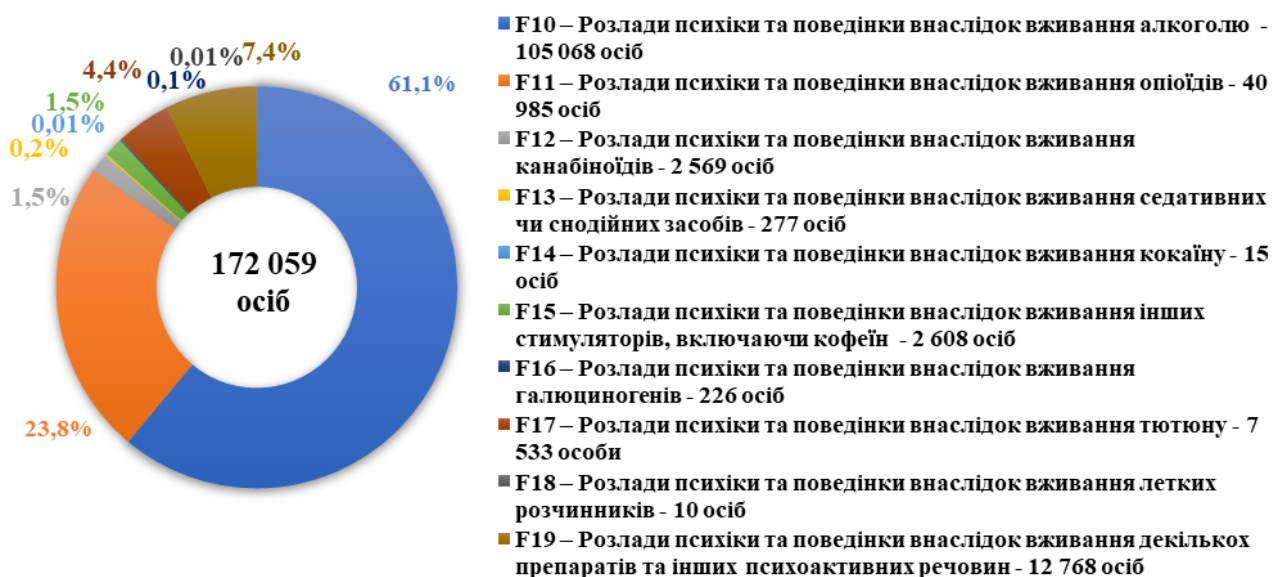 0,01%
7,4%
4,4%
0,1%
61,1%
1,5%
0,01%
0,2%
1,5%
172 059
осіб
23,8%
F10 – Розлади психіки та поведінки внаслідок вживання алкоголю -
105 068 осіб
F11 – Розлади психіки та поведінки внаслідок вживання опіоїдів - 40
985 осіб
F12 – Розлади психіки та поведінки внаслідок вживання
канабіноїдів - 2 569 осіб
F13 – Розлади психіки та поведінки внаслідок вживання седативних
чи снодійних засобів - 277 осіб
F14 – Розлади психіки та поведінки внаслідок вживання кокаїну - 15
осіб
F15 – Розлади психіки та поведінки внаслідок вживання інших
стимуляторів, включаючи кофеїн - 2 608 осіб
F16 – Розлади психіки та поведінки внаслідок вживання
галюциногенів - 226 осіб
F17 – Розлади психіки та поведінки внаслідок вживання тютюну - 7
533 особи
F18 – Розлади психіки та поведінки внаслідок вживання летких
розчинників - 10 осіб
F19 – Розлади психіки та поведінки внаслідок вживання декількох
препаратів та інших психоактивних речовин - 12 768 осіб